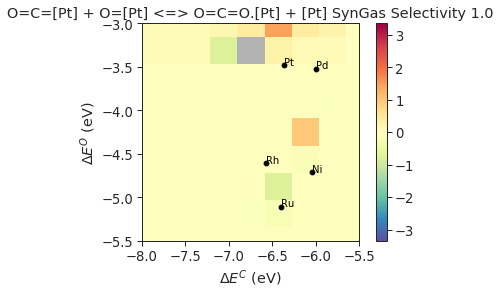 O=C=[Pt] + O=[Pt] <=> O=C=O.[Pt] + [Pt] SynGas Selectivity 1.0
−3.0
−3.5
−4.0
−4.5
−5.0
−5.5
ΔE^O (eV)
Pt
Pd
Rh
Ni
Ru
−8.0 −7.5 −7.0 −6.5 −6.0 −5.5
ΔE^C (eV)
3
2
1
0
−1
−2
−3